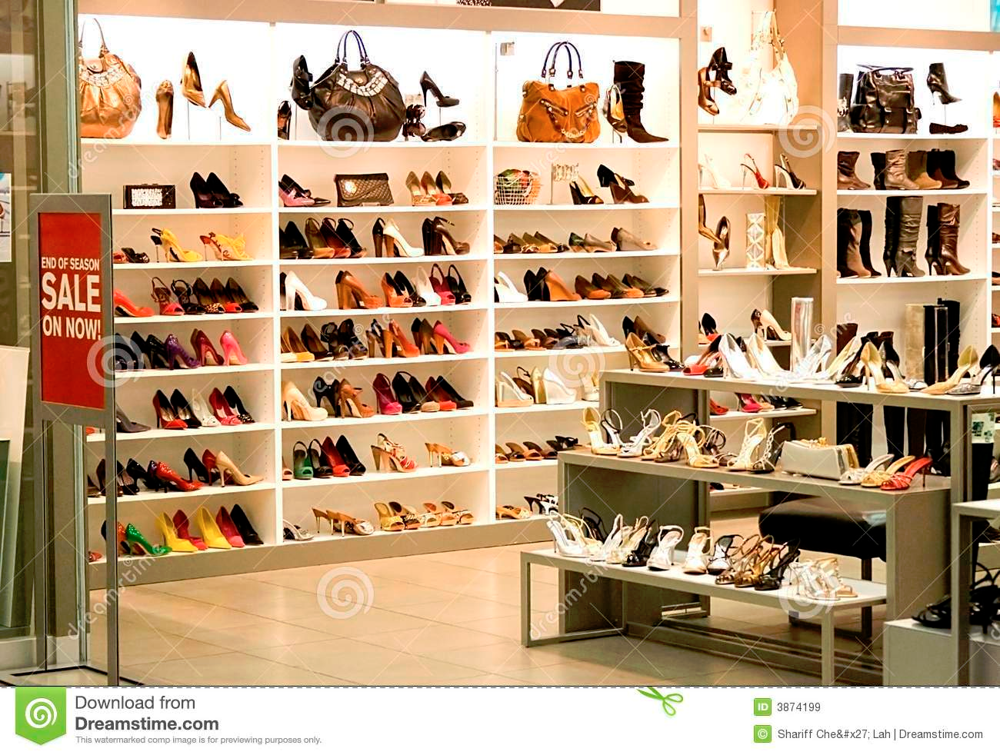 END OF SEASON
SALE
ON NOW!
dreamstime
Download from
Dreamstime.com
This watermarked comp image is for previewing purposes only.
ID 3874199
© Shariff Che&#x27; Lah | Dreamstime.com